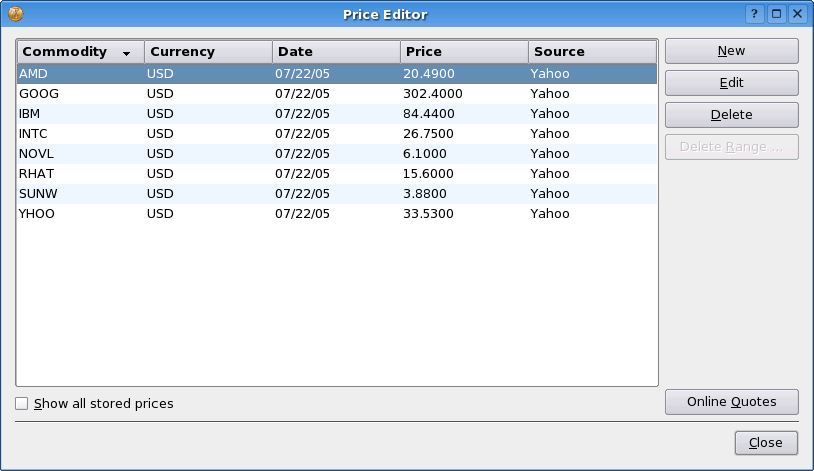 Price Editor
?
Commodity Currency Date Price Source
AMD USD 07/22/05 20.4900 Yahoo
GOOG USD 07/22/05 302.4000 Yahoo
IBM USD 07/22/05 84.4400 Yahoo
INTC USD 07/22/05 26.7500 Yahoo
NOVL USD 07/22/05 6.1000 Yahoo
RHAT USD 07/22/05 15.6000 Yahoo
SUNW USD 07/22/05 3.8800 Yahoo
YHOO USD 07/22/05 33.5300 Yahoo
New
Edit
Delete
Delete Range ...
Show all stored prices
Online Quotes
Close